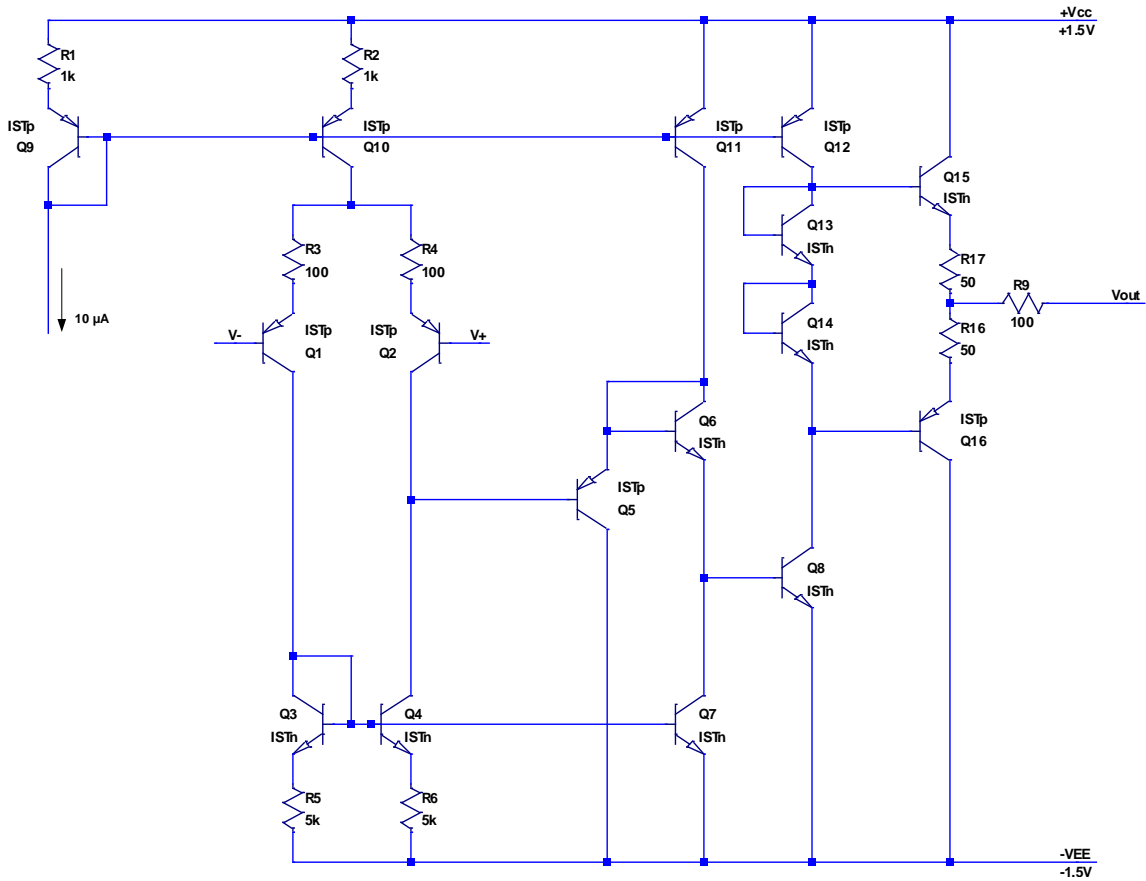 +Vcc
+1.5V
R1
1k
R2
1k
ISTp
Q9
ISTp
Q10
ISTp
Q11
ISTp
Q12
Q15
ISTn
Q13
ISTn
R3
100
R4
100
R17
50
R9
100
Vout
10 µA
V-
ISTp
Q1
ISTp
Q2
V+
Q14
ISTn
R16
50
Q6
ISTn
ISTp
Q16
ISTp
Q5
Q8
ISTn
Q3
ISTn
Q4
ISTn
Q7
ISTn
R5
5k
R6
5k
-VEE
-1.5V